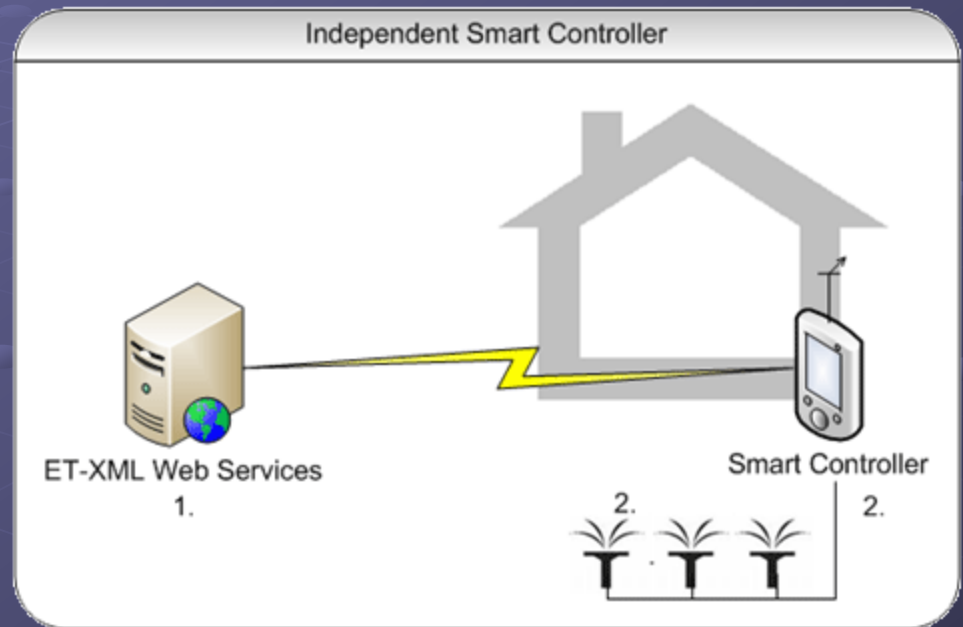 Independent Smart Controller
ET-XML Web Services
1.
Smart Controller
2.
2.